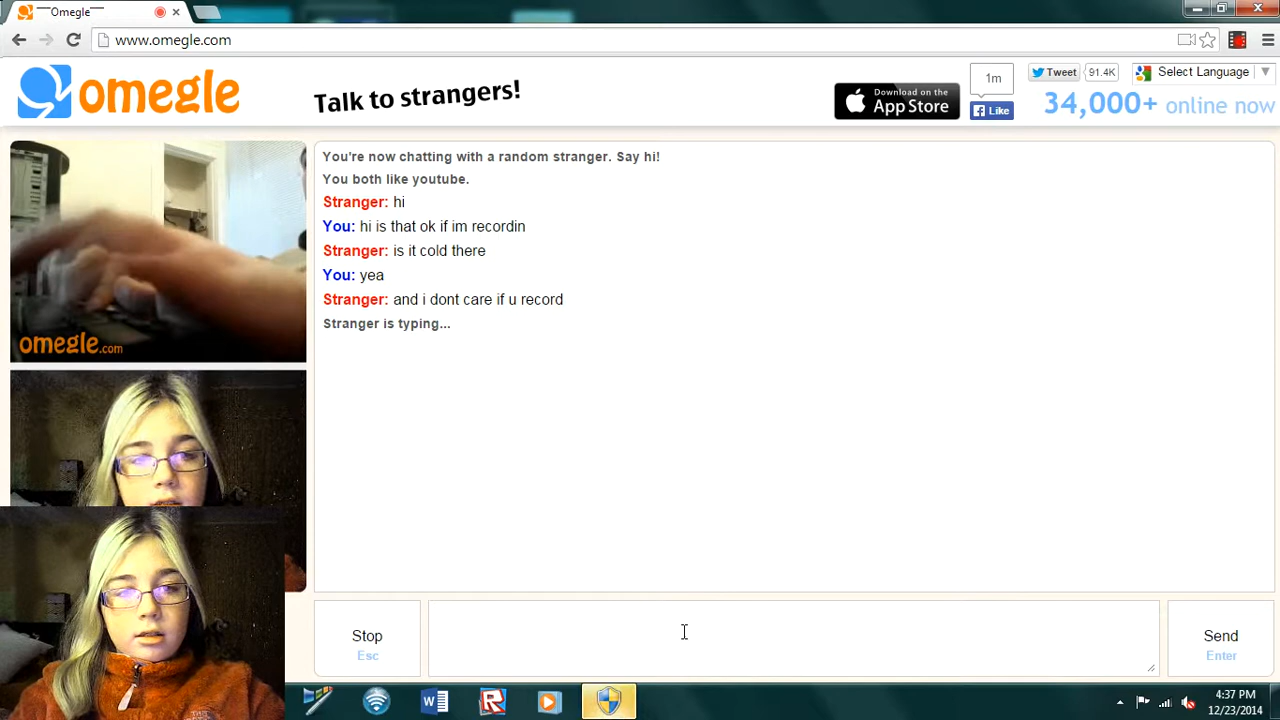 Omegle
www.omegle.com
omegle
Talk to strangers!
Download on the
App Store
1m
Like
Tweet
91.4K
Select Language
34,000+ online now
You're now chatting with a random stranger. Say hi!
You both like youtube.
Stranger: hi
You: hi is that ok if im recordin
Stranger: is it cold there
You: yea
Stranger: and i dont care if u record
Stranger is typing...
omegle.com
Stop
Esc
Send
Enter
4:37 PM
12/23/2014